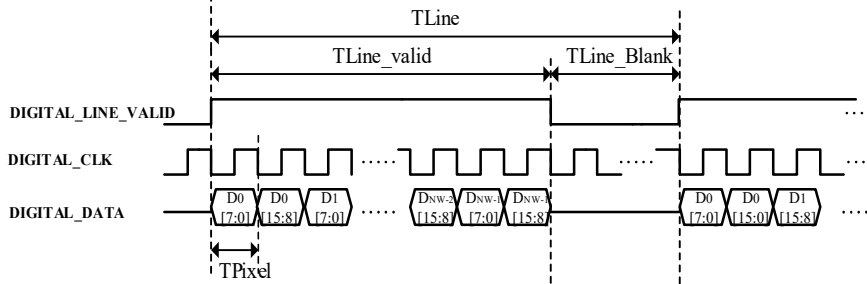 TLine
TLine_valid
TLine_Blank
DIGITAL_LINE_VALID
.....
DIGITAL_CLK
.....
.....
.....
DIGITAL_DATA
D0 [7:0]
D0 [15:8]
D1 [7:0]
.....
DNW-2 [15:8]
DNW-1 [7:0]
DNW-1 [15:8]
D0 [7:0]
D0 [15:0]
D1 [15:8]
....
TPixel